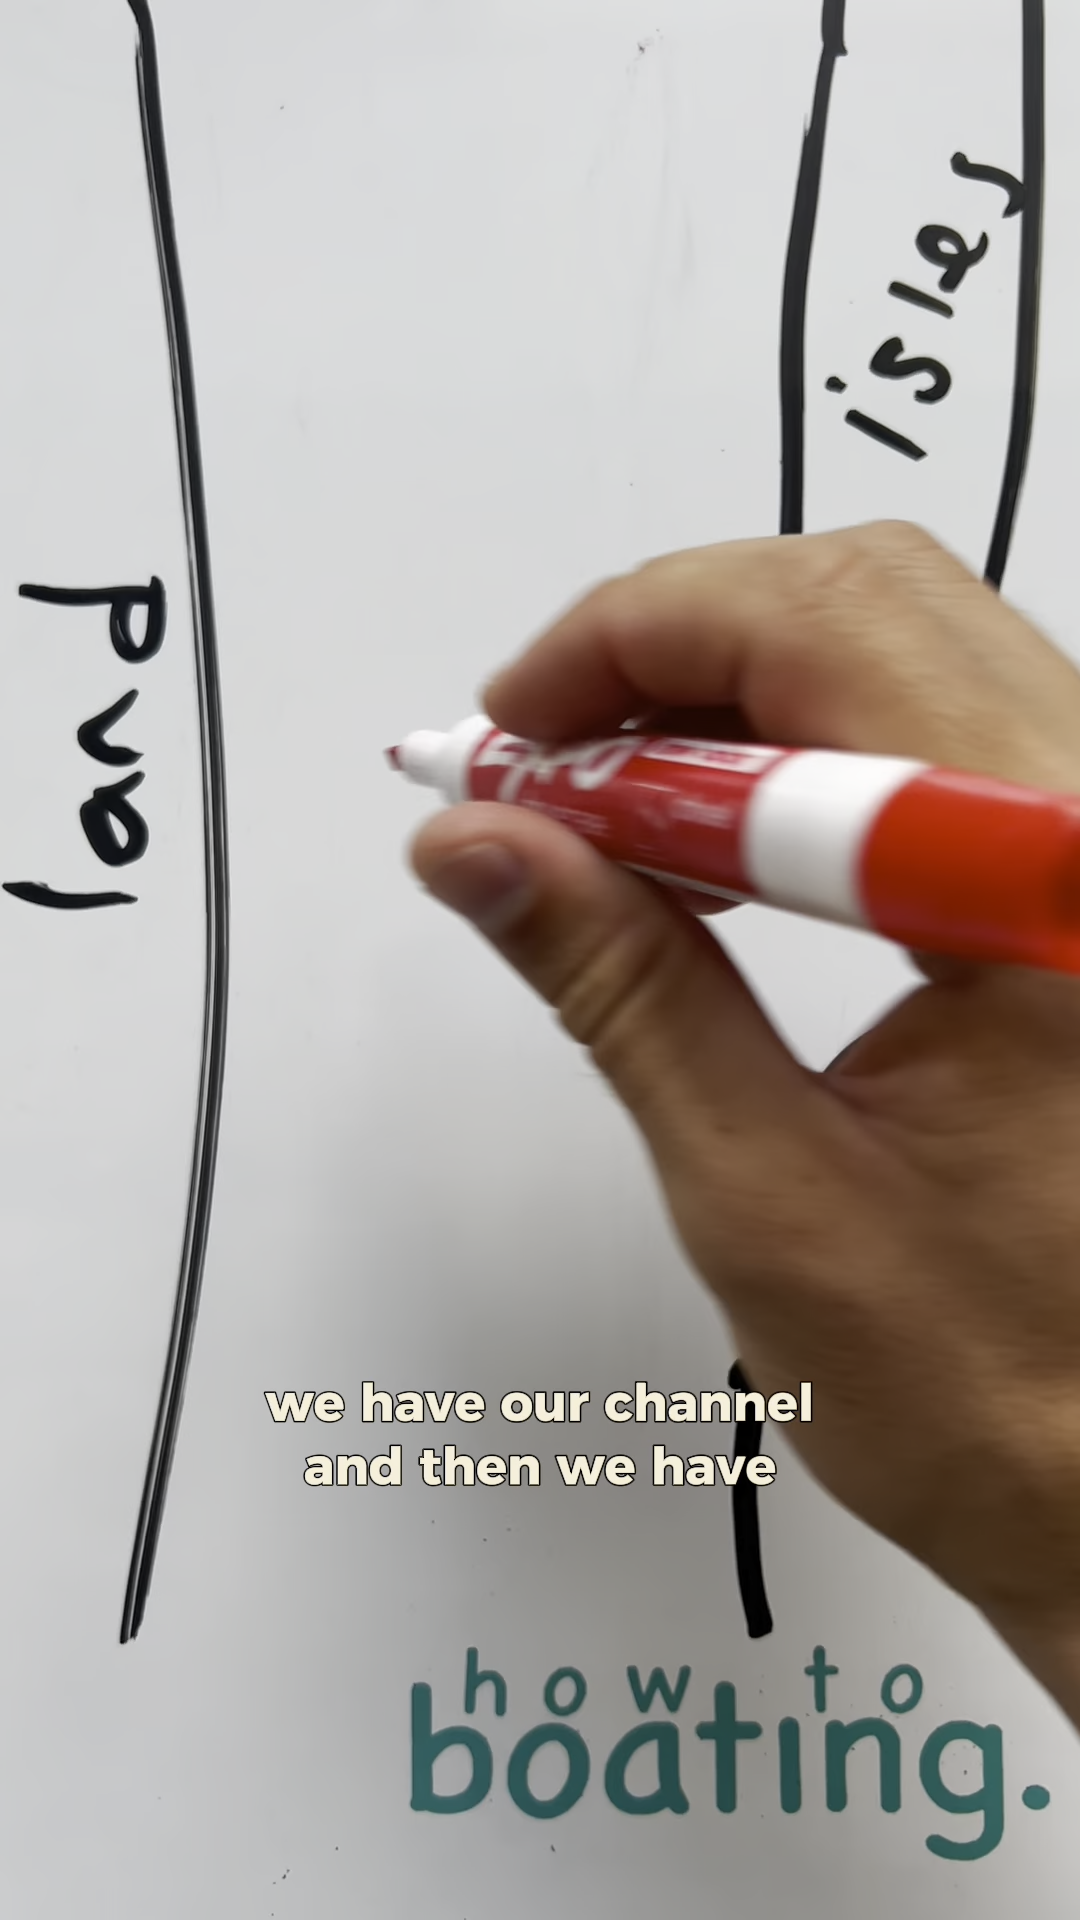 isles
land
we have our channel
and then we have
how to
boating.